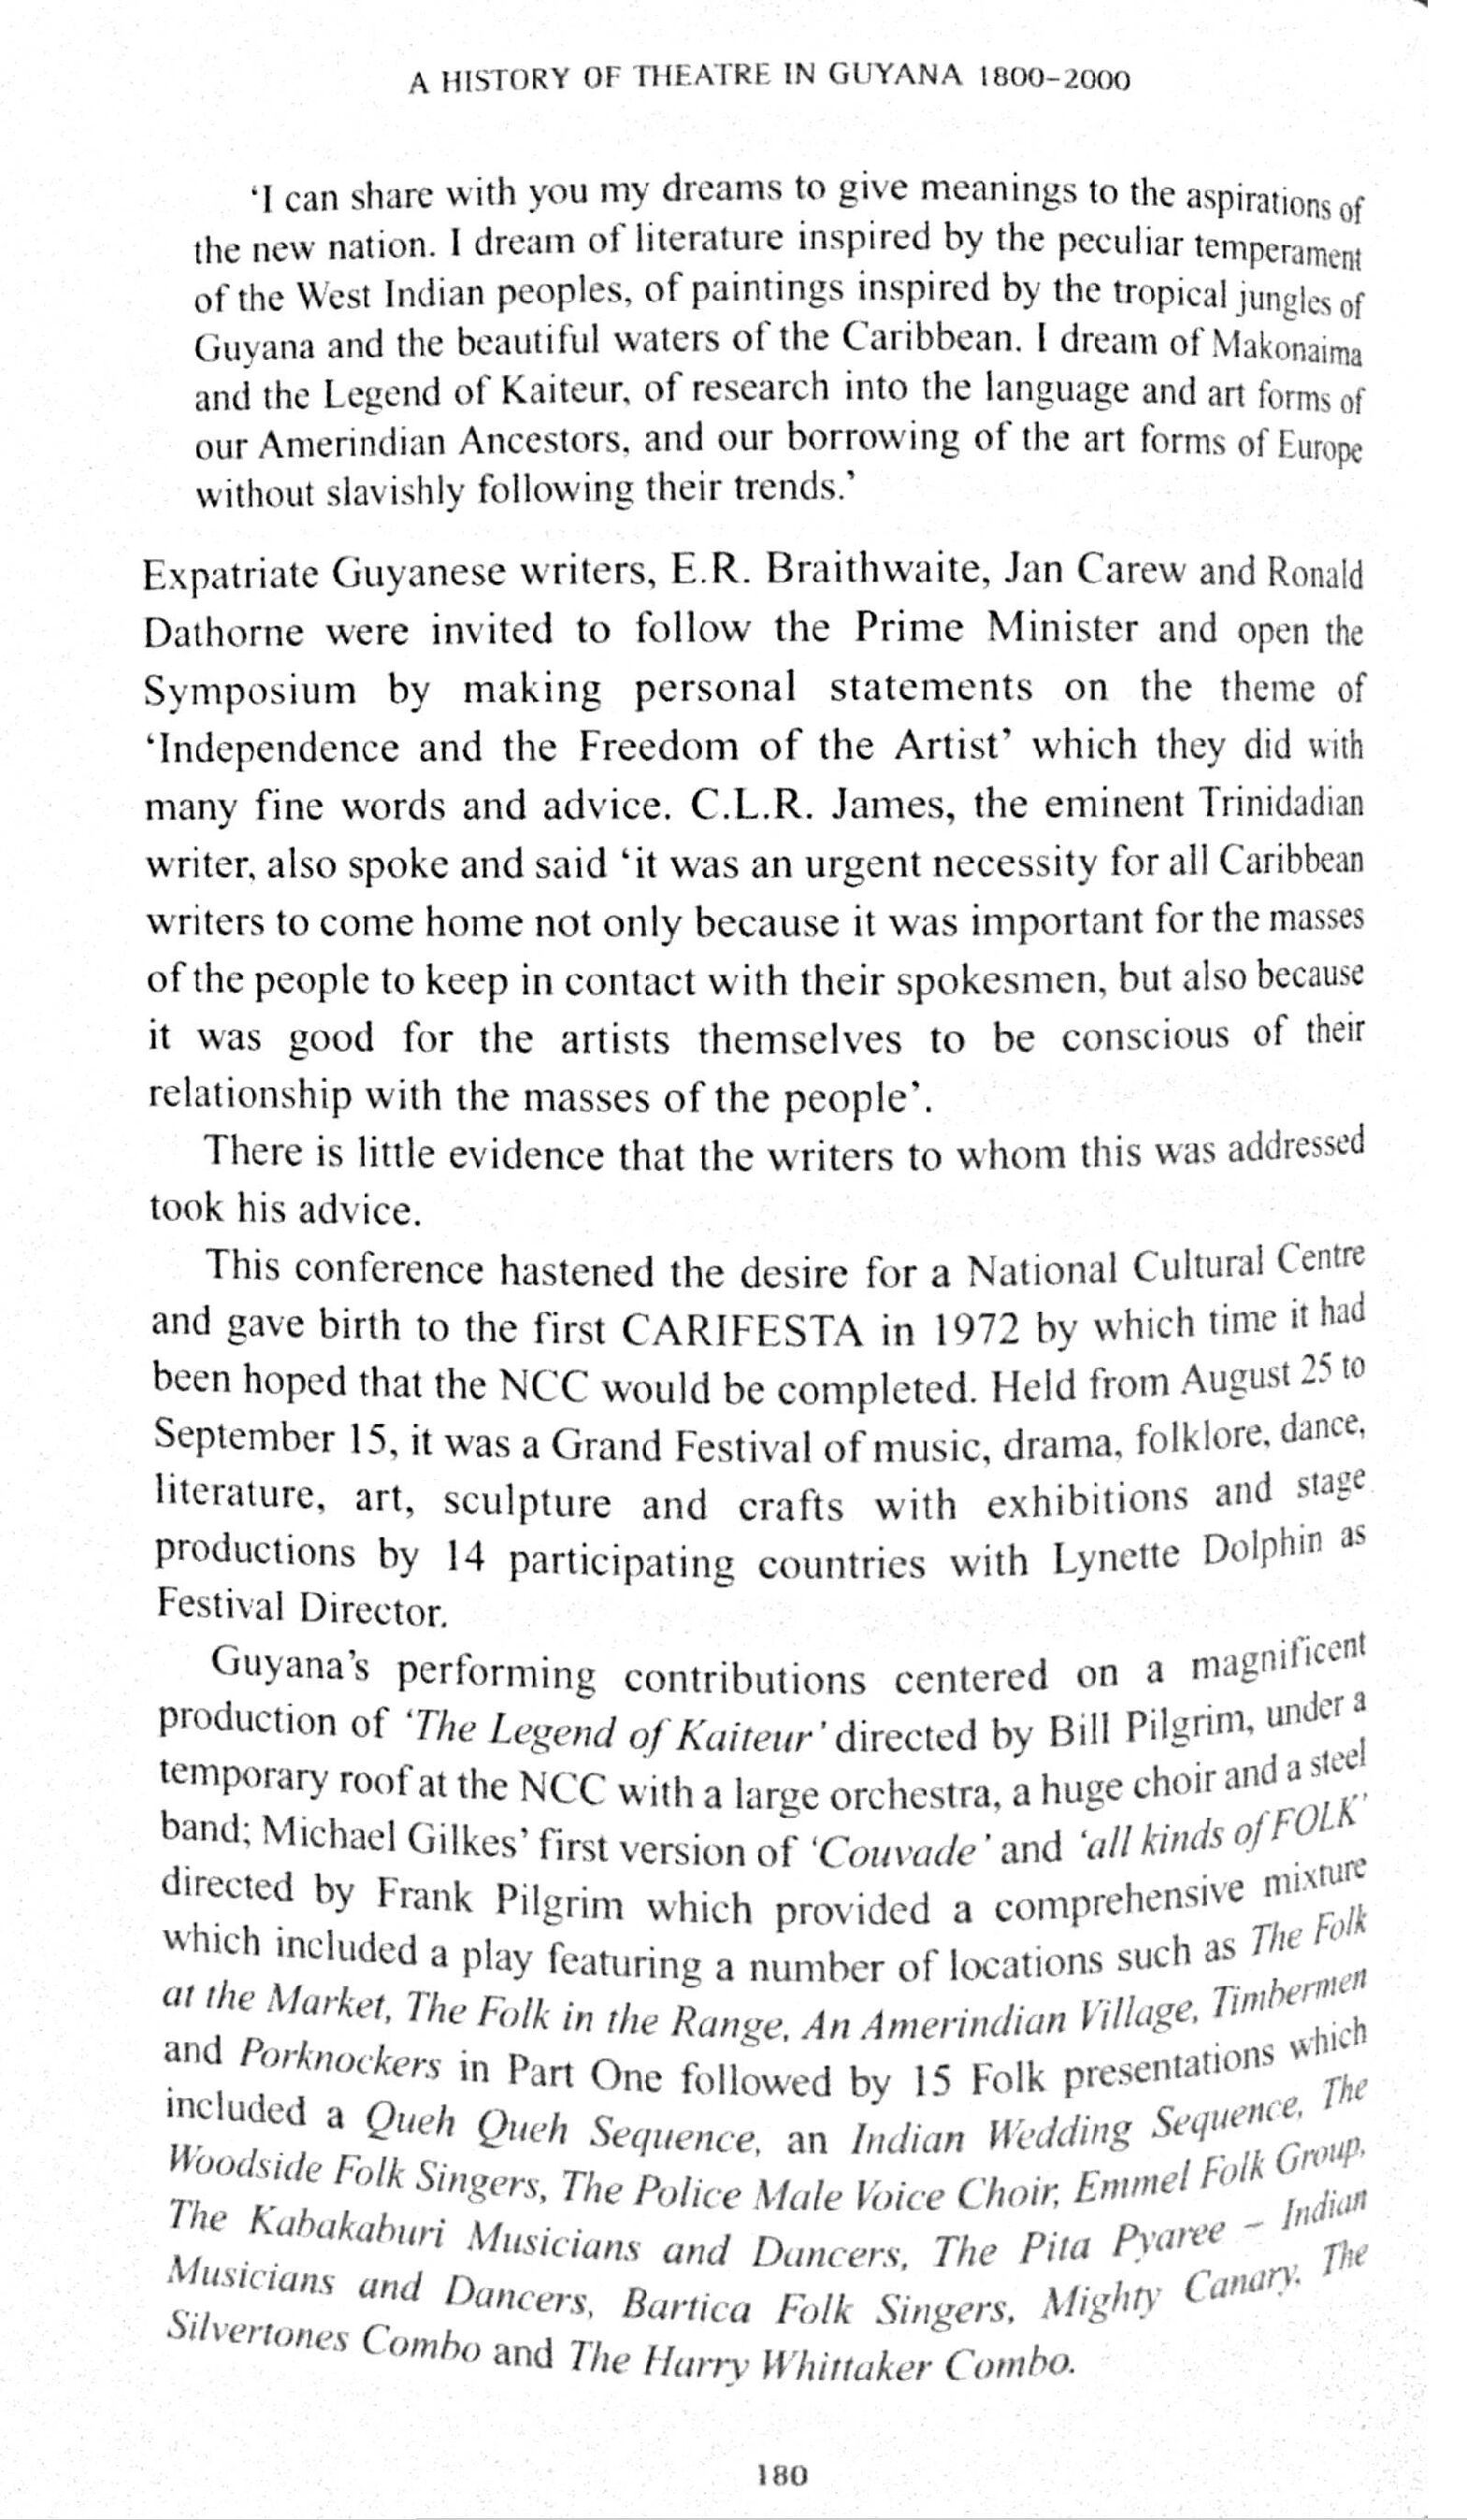 A HISTORY OF THEATRE IN GUYANA 1800–2000
‘I can share with you my dreams to give meanings to the aspirations of
the new nation. I dream of literature inspired by the peculiar temperament
of the West Indian peoples, of paintings inspired by the tropical jungles of
Guyana and the beautiful waters of the Caribbean. I dream of Makonaima
and the Legend of Kaiteur, of research into the language and art forms of
our Amerindian Ancestors, and our borrowing of the art forms of Europe
without slavishly following their trends.’
Expatriate Guyanese writers, E.R. Braithwaite, Jan Carew and Ronald
Dathorne were invited to follow the Prime Minister and open the
Symposium by making personal statements on the theme of
‘Independence and the Freedom of the Artist’ which they did with
many fine words and advice. C.L.R. James, the eminent Trinidadian
writer, also spoke and said ‘it was an urgent necessity for all Caribbean
writers to come home not only because it was important for the masses
of the people to keep in contact with their spokesmen, but also because
it was good for the artists themselves to be conscious of their
relationship with the masses of the people’.
There is little evidence that the writers to whom this was addressed
took his advice.
This conference hastened the desire for a National Cultural Centre
and gave birth to the first CARIFESTA in 1972 by which time it had
been hoped that the NCC would be completed. Held from August 25 to
September 15, it was a Grand Festival of music, drama, folklore, dance,
literature, art, sculpture and crafts with exhibitions and stage
productions by 14 participating countries with Lynette Dolphin as
Festival Director.
Guyana’s performing contributions centered on a magnificent
production of ‘The Legend of Kaiteur’ directed by Bill Pilgrim, under a
temporary roof at the NCC with a large orchestra, a huge choir and a steel
band; Michael Gilkes’ first version of ‘Couvade’ and ‘all kinds of FOLK’
directed by Frank Pilgrim which provided a comprehensive mixture
which included a play featuring a number of locations such as The Folk
at the Market, The Folk in the Range, An Amerindian Village, Timbermen
and Porknockers in Part One followed by 15 Folk presentations which
included a Queh Queh Sequence, an Indian Wedding Sequence, The
Woodside Folk Singers, The Police Male Voice Choir, Emmel Folk Group,
The Kabakaburi Musicians and Dancers, The Pita Pyaree – Indian
Musicians and Dancers, Bartica Folk Singers, Mighty Canary, The
Silvertones Combo and The Harry Whittaker Combo.
180